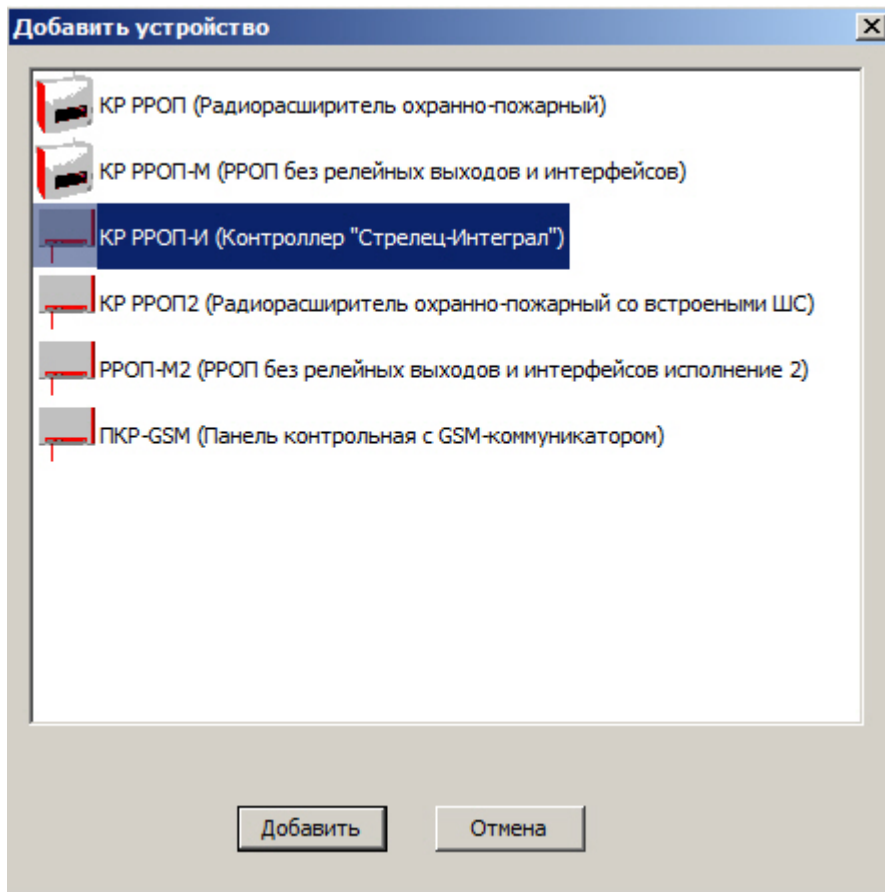 Добавить устройство
КР РРОП (Радиорасширитель охранно-пожарный)
КР РРОП-М (РРОП без релейных выходов и интерфейсов)
КР РРОП-И (Контроллер "Стрелец-Интеграл")
КР РРОП2 (Радиорасширитель охранно-пожарный со встроеными ШС)
РРОП-М2 (РРОП без релейных выходов и интерфейсов исполнение 2)
ПКР-GSM (Панель контрольная с GSM-коммуникатором)
Добавить Отмена